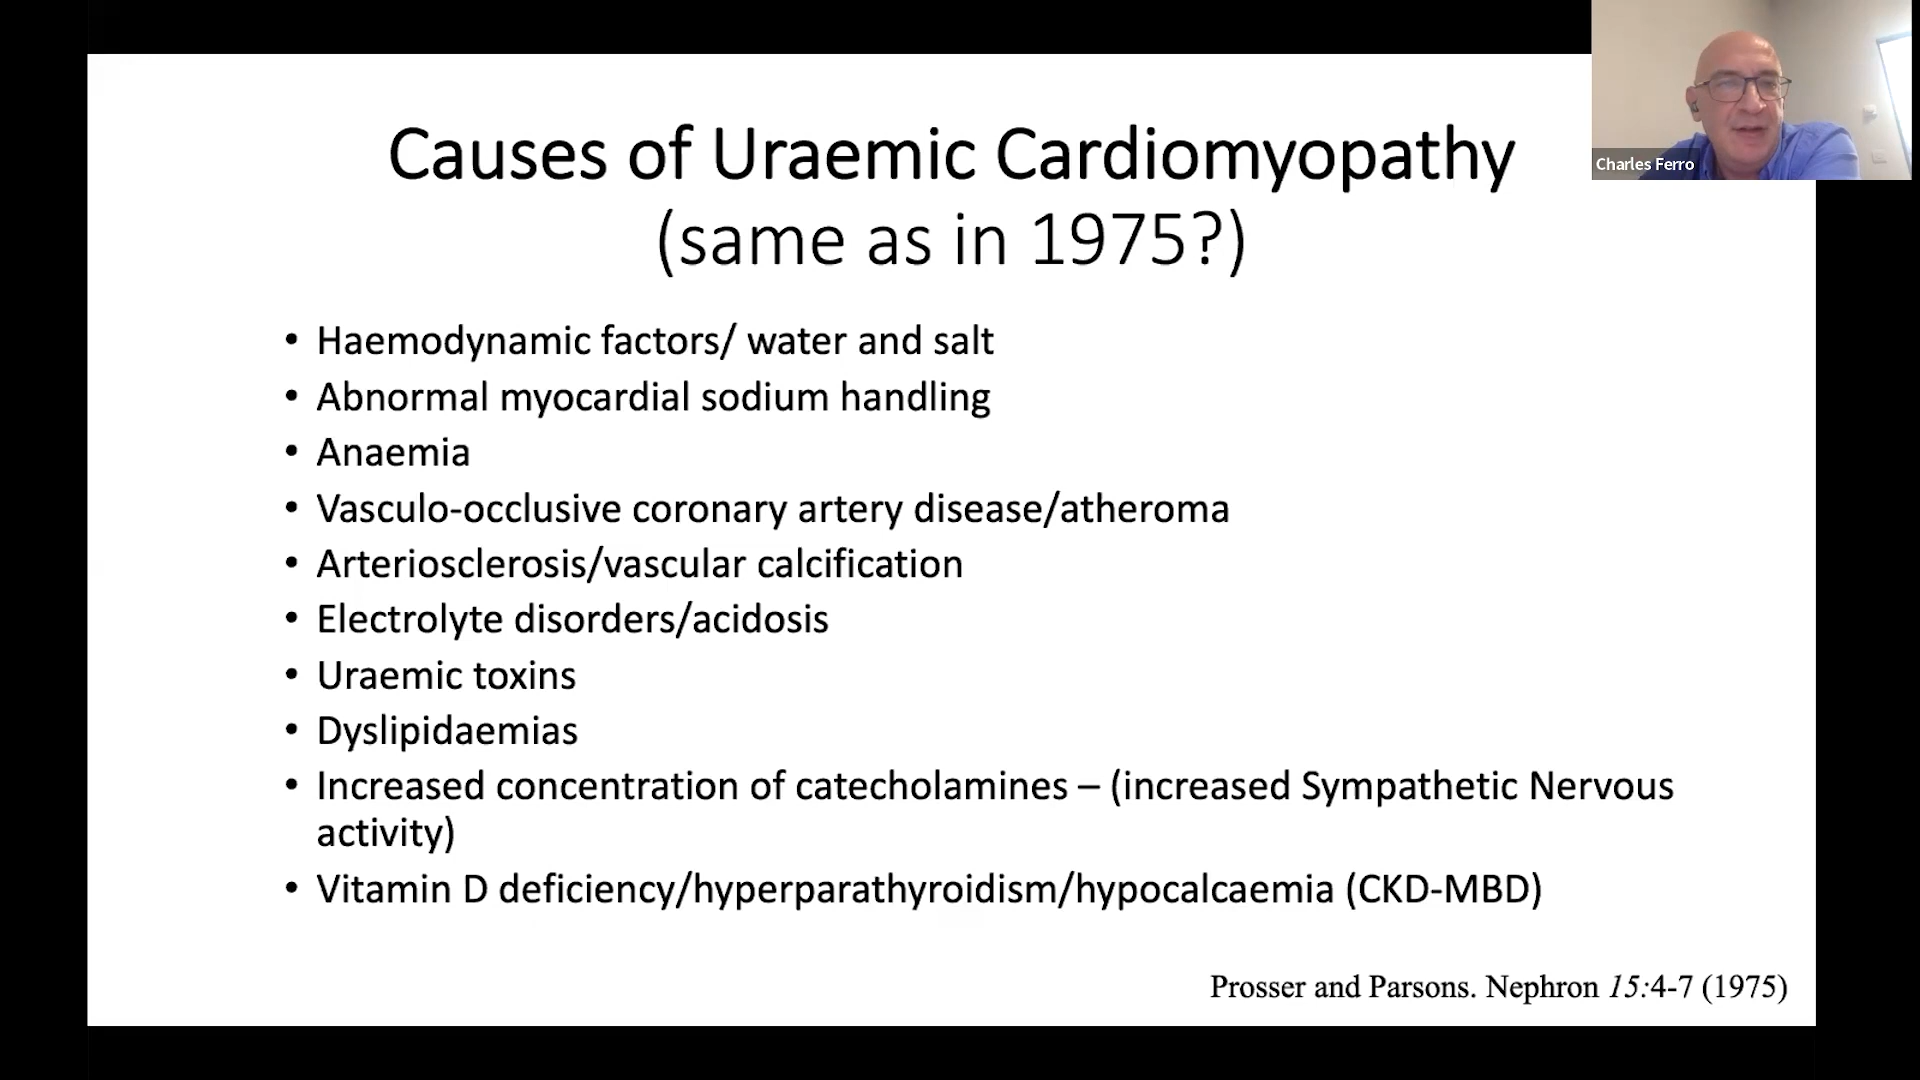 Causes of Uraemic Cardiomyopathy
(same as in 1975?)
Charles Ferro
• Haemodynamic factors/ water and salt
• Abnormal myocardial sodium handling
• Anaemia
• Vasculo-occlusive coronary artery disease/atheroma
• Arteriosclerosis/vascular calcification
• Electrolyte disorders/acidosis
• Uraemic toxins
• Dyslipidaemias
• Increased concentration of catecholamines – (increased Sympathetic Nervous
activity)
• Vitamin D deficiency/hyperparathyroidism/hypocalcaemia (CKD-MBD)
Prosser and Parsons. Nephron 15:4-7 (1975)